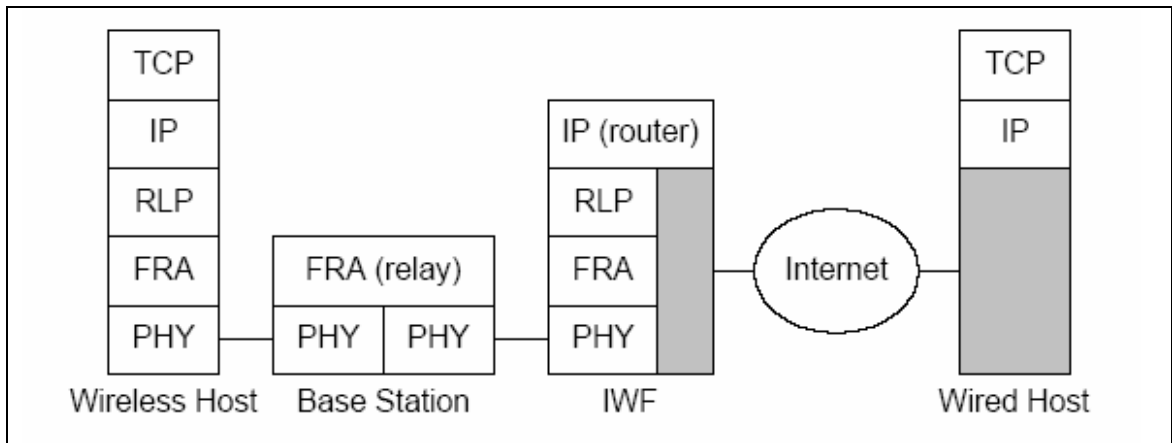 TCP
IP
RLP
FRA
PHY
Wireless Host
FRA (relay)
PHY PHY
Base Station
IP (router)
RLP
FRA
PHY
IWF
Internet
TCP
IP
Wired Host